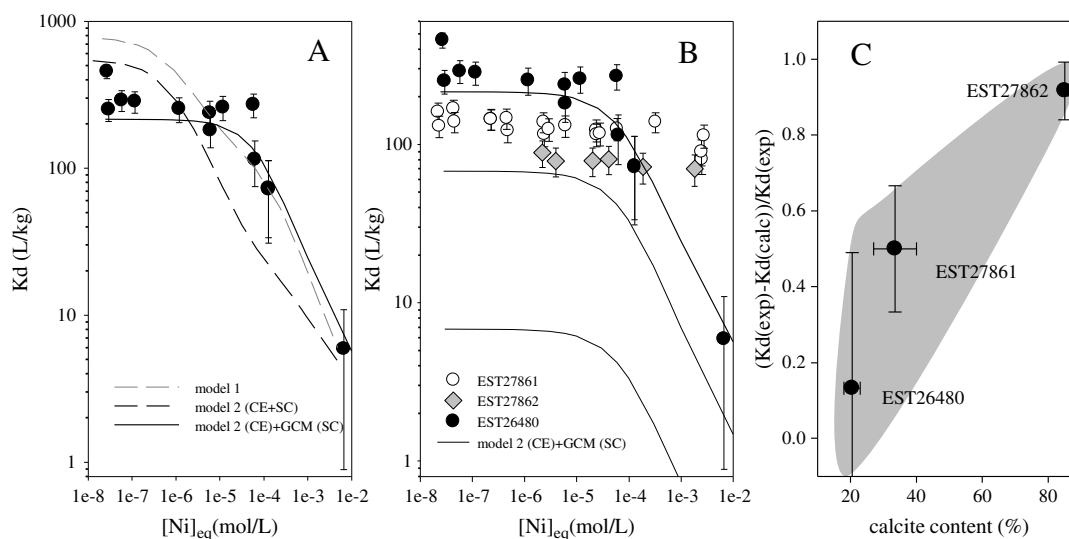 A
Kd (L/kg)
1000
100
10
1
model 1
model 2 (CE+SC)
model 2 (CE)+GCM (SC)
1e-8 1e-7 1e-6 1e-5 1e-4 1e-3 1e-2
[Ni]eq(mol/L)
B
Kd (L/kg)
100
10
1
EST27861
EST27862
EST26480
model 2 (CE)+GCM (SC)
1e-8 1e-7 1e-6 1e-5 1e-4 1e-3 1e-2
[Ni]eq(mol/L)
C
(Kd(exp)-Kd(calc))/Kd(exp)
1.0
0.8
0.6
0.4
0.2
0.0
EST27862
EST27861
EST26480
20 40 60 80
calcite content (%)